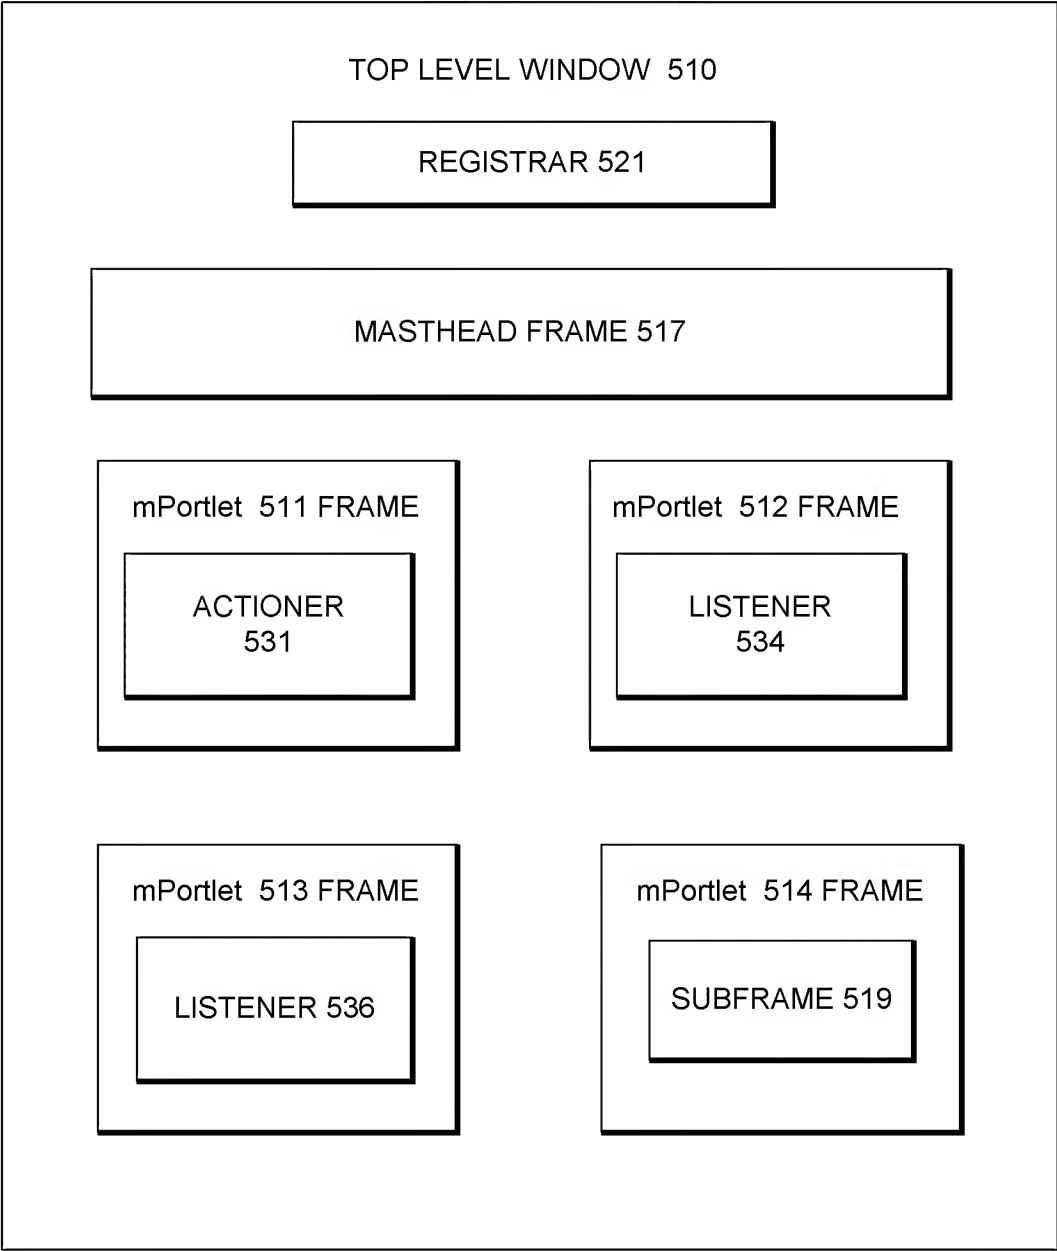 TOP LEVEL WINDOW 510
REGISTRAR 521
MASTHEAD FRAME 517
mPortlet 511 FRAME
ACTIONER
531
mPortlet 512 FRAME
LISTENER
534
mPortlet 513 FRAME
LISTENER 536
mPortlet 514 FRAME
SUBFRAME 519